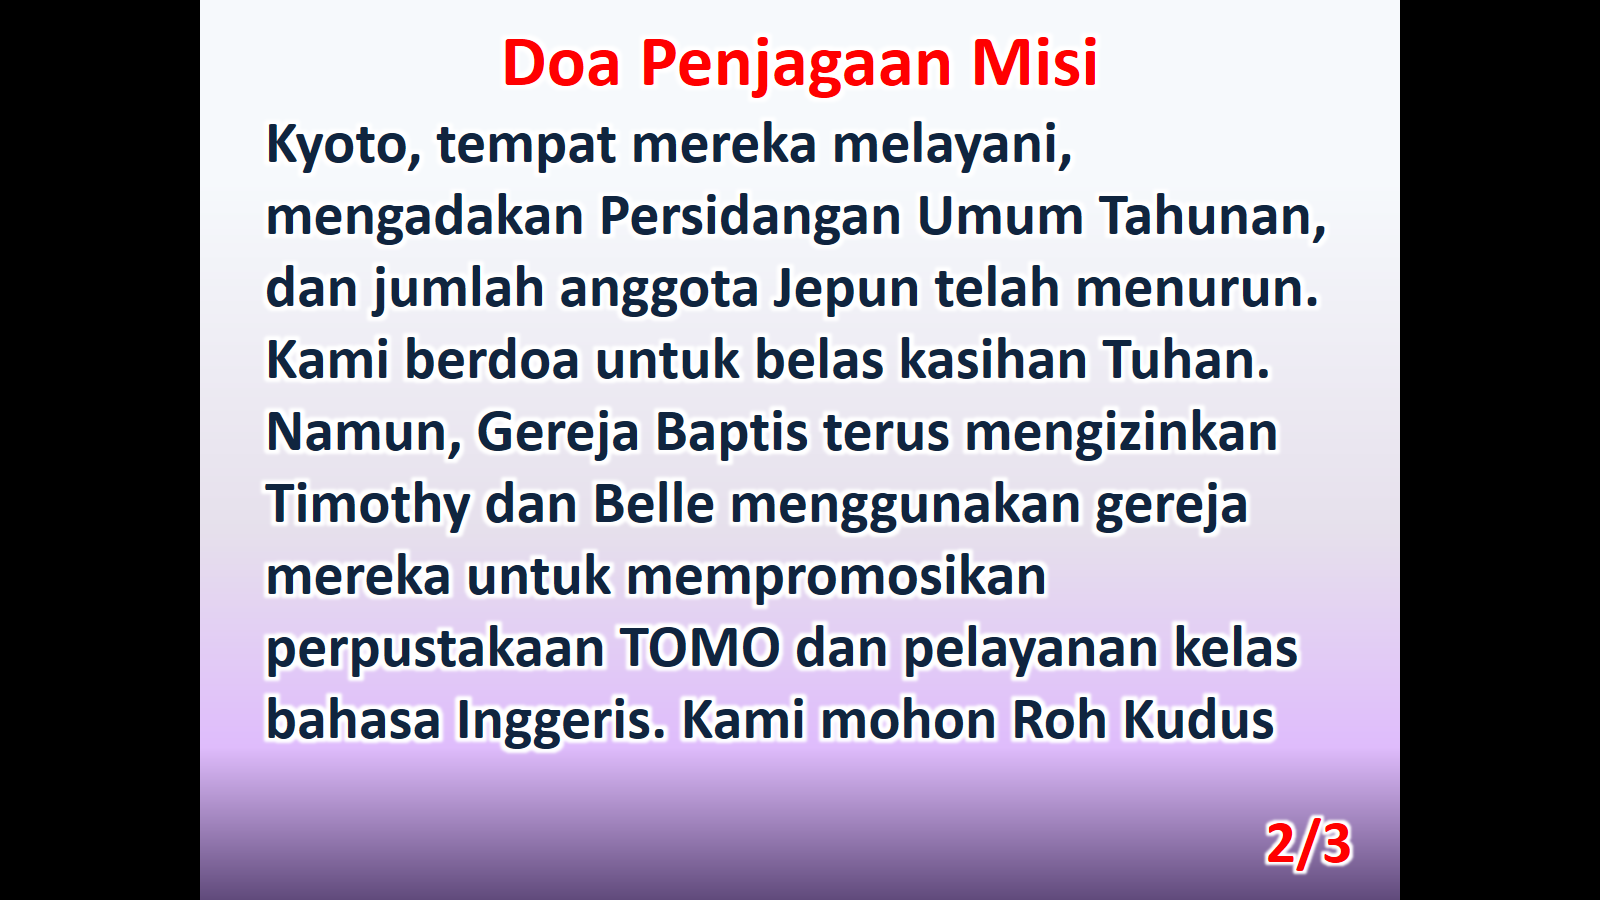 Doa Penjagaan Misi
Kyoto, tempat mereka melayani,
mengadakan Persidangan Umum Tahunan,
dan jumlah anggota Jepun telah menurun.
Kami berdoa untuk belas kasihan Tuhan.
Namun, Gereja Baptis terus mengizinkan
Timothy dan Belle menggunakan gereja
mereka untuk mempromosikan
perpustakaan TOMO dan pelayanan kelas
bahasa Inggeris. Kami mohon Roh Kudus
2/3